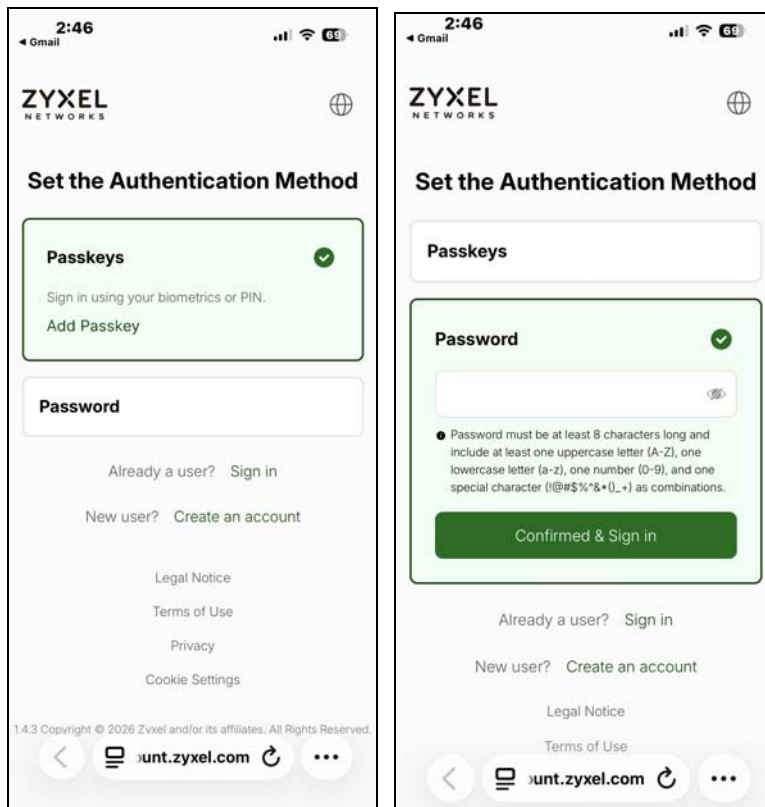 2:46
◀ Gmail
69
ZYXEL
NETWORKS
Set the Authentication Method
Passkeys
Sign in using your biometrics or PIN.
Add Passkey
Password
Already a user? Sign in
New user? Create an account
Legal Notice
Terms of Use
Privacy
Cookie Settings
1.4.3 Copyright © 2026 Zyxel and/or its affiliates. All Rights Reserved.
ount.zyxel.com
2:46
◀ Gmail
69
ZYXEL
NETWORKS
Set the Authentication Method
Passkeys
Password
Password must be at least 8 characters long and
include at least one uppercase letter (A-Z), one
lowercase letter (a-z), one number (0-9), and one
special character (!@#$%^&*()_+) as combinations.
Confirmed & Sign in
Already a user? Sign in
New user? Create an account
Legal Notice
Terms of Use
ount.zyxel.com